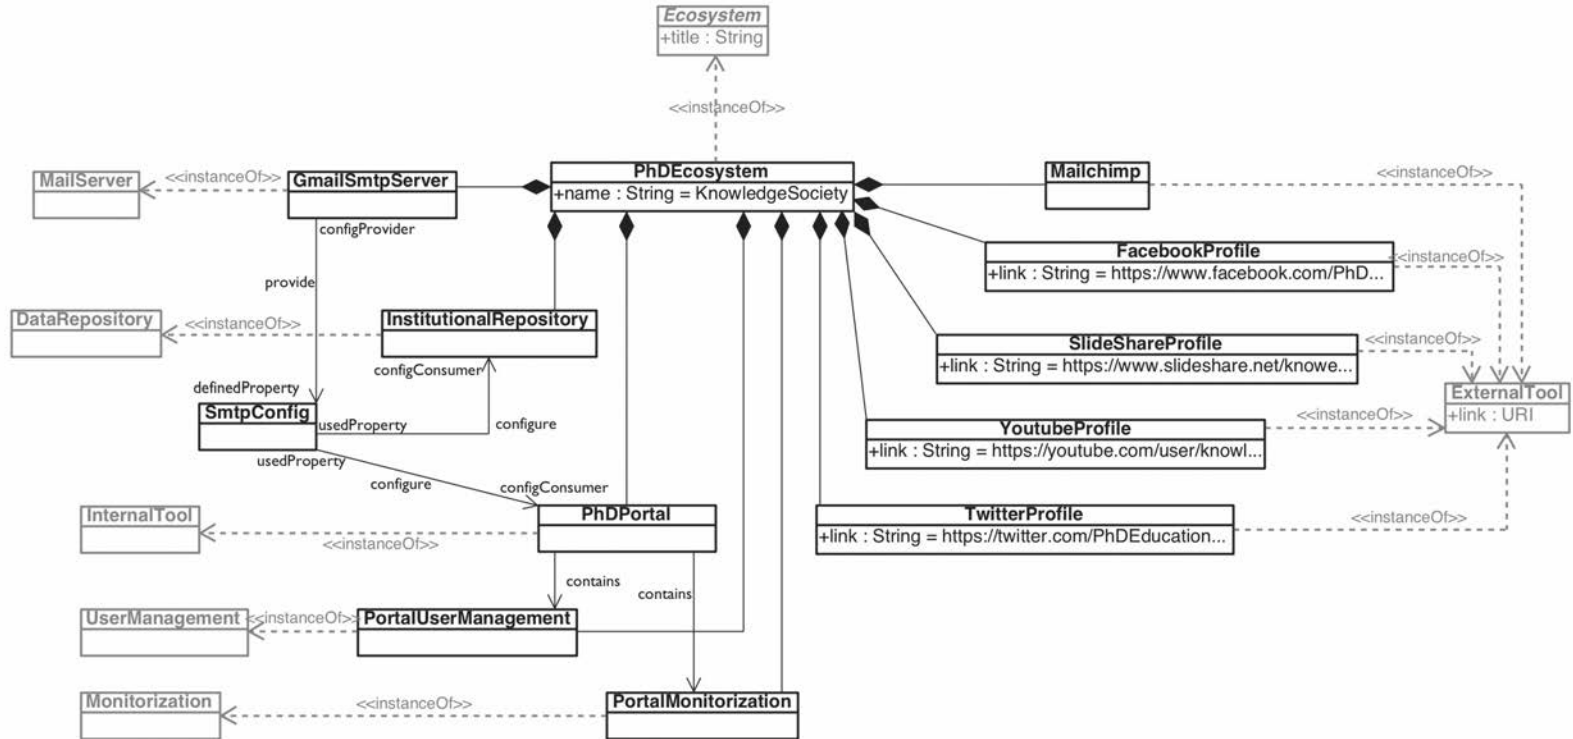 Ecosystem
+title : String
<<instanceOf>>
MailServer
<<instanceOf>>
GmailSmtpServer
PhDEcosystem
+name : String = KnowledgeSociety
Mailchimp
<<instanceOf>>
configProvider
provide
FacebookProfile
+link : String = https://www.facebook.com/PhD...
<<instanceOf>>
DataRepository
<<instanceOf>>
InstitutionalRepository
configConsumer
SlideShareProfile
+link : String = https://www.slideshare.net/knowe...
<<instanceOf>>
definedProperty
SmtpConfig
usedProperty
configure
usedProperty
configure
configConsumer
YoutubeProfile
+link : String = https://youtube.com/user/knowl...
<<instanceOf>>
ExternalTool
+link : URI
InternalTool
<<instanceOf>>
PhDPortal
TwitterProfile
+link : String = https://twitter.com/PhDEducation...
<<instanceOf>>
contains
contains
UserManagement
<<instanceOf>>
PortalUserManagement
Monitorization
<<instanceOf>>
PortalMonitorization